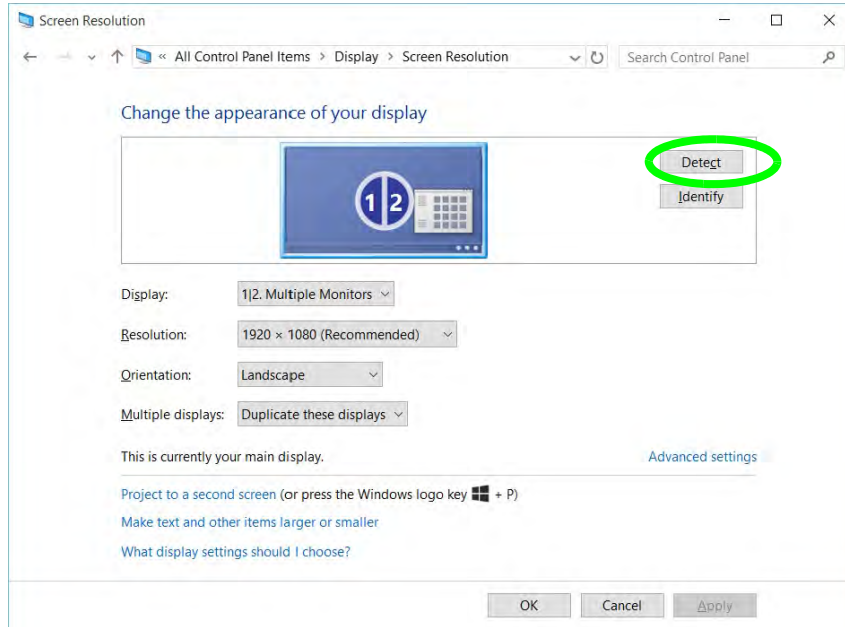 Screen Resolution
« All Control Panel Items > Display > Screen Resolution
Search Control Panel
Change the appearance of your display
1 2
Detect
Identify
Display: 1|2. Multiple Monitors
Resolution: 1920 × 1080 (Recommended)
Orientation: Landscape
Multiple displays: Duplicate these displays
This is currently your main display. Advanced settings
Project to a second screen (or press the Windows logo key + P)
Make text and other items larger or smaller
What display settings should I choose?
OK Cancel Apply